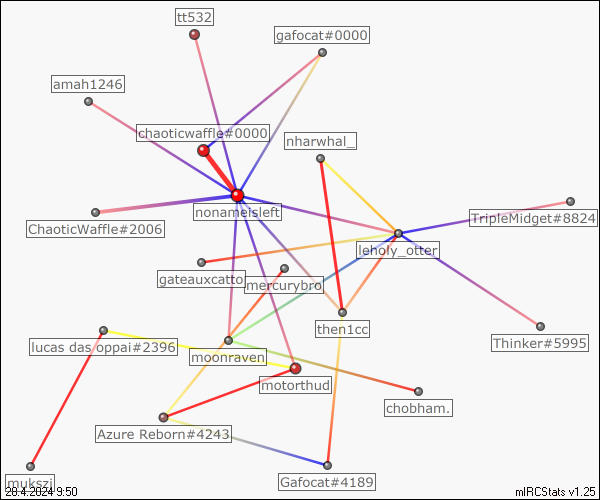 tt532
gafocat#0000
amah1246
chaoticwaffle#0000
nharwhal_
nonameisleft
TripleMidget#8824
ChaoticWaffle#2006
leholy_otter
gateauxcatto
mercurybro
then1cc
Thinker#5995
lucas das oppai#2396
moonraven
motorthud
chobham.
Azure Reborn#4243
mukszi
Gafocat#4189
20.4.2024 9:50
mIRCStats v1.25